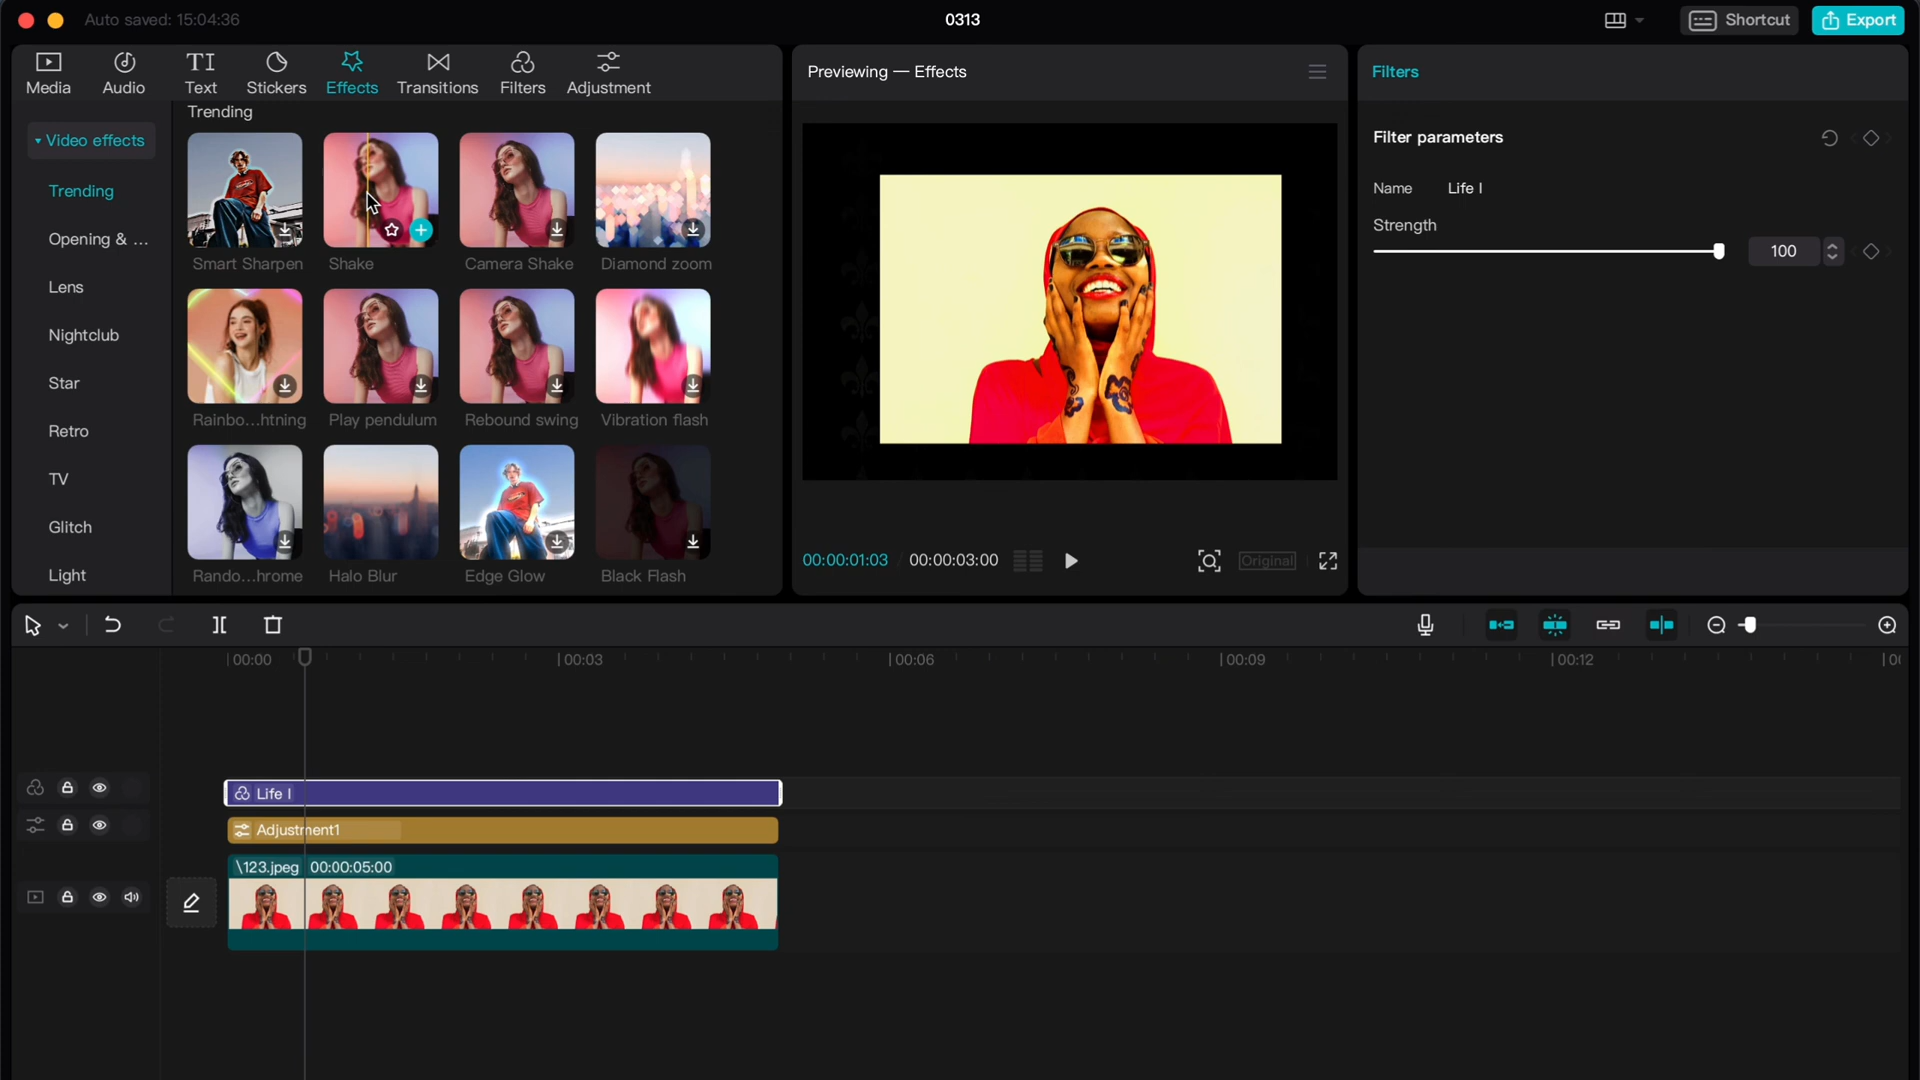 Auto saved: 15:04:36
0313
Shortcut
Export
Media
Audio
TI
Text
Stickers
Effects
Transitions
Filters
Adjustment
Video effects
Trending
Opening & ...
Lens
Nightclub
Star
Retro
TV
Glitch
Light
Trending
Smart Sharpen
Shake
Camera Shake
Diamond zoom
Rainbo...htning
Play pendulum
Rebound swing
Vibration flash
Rando...hrome
Halo Blur
Edge Glow
Black Flash
Previewing — Effects
00:00:01:03 / 00:00:03:00
Original
Filters
Filter parameters
Name Life I
Strength
100
00:00
00:03
00:06
00:09
00:12
Life I
Adjustment1
\123.jpeg 00:00:05:00